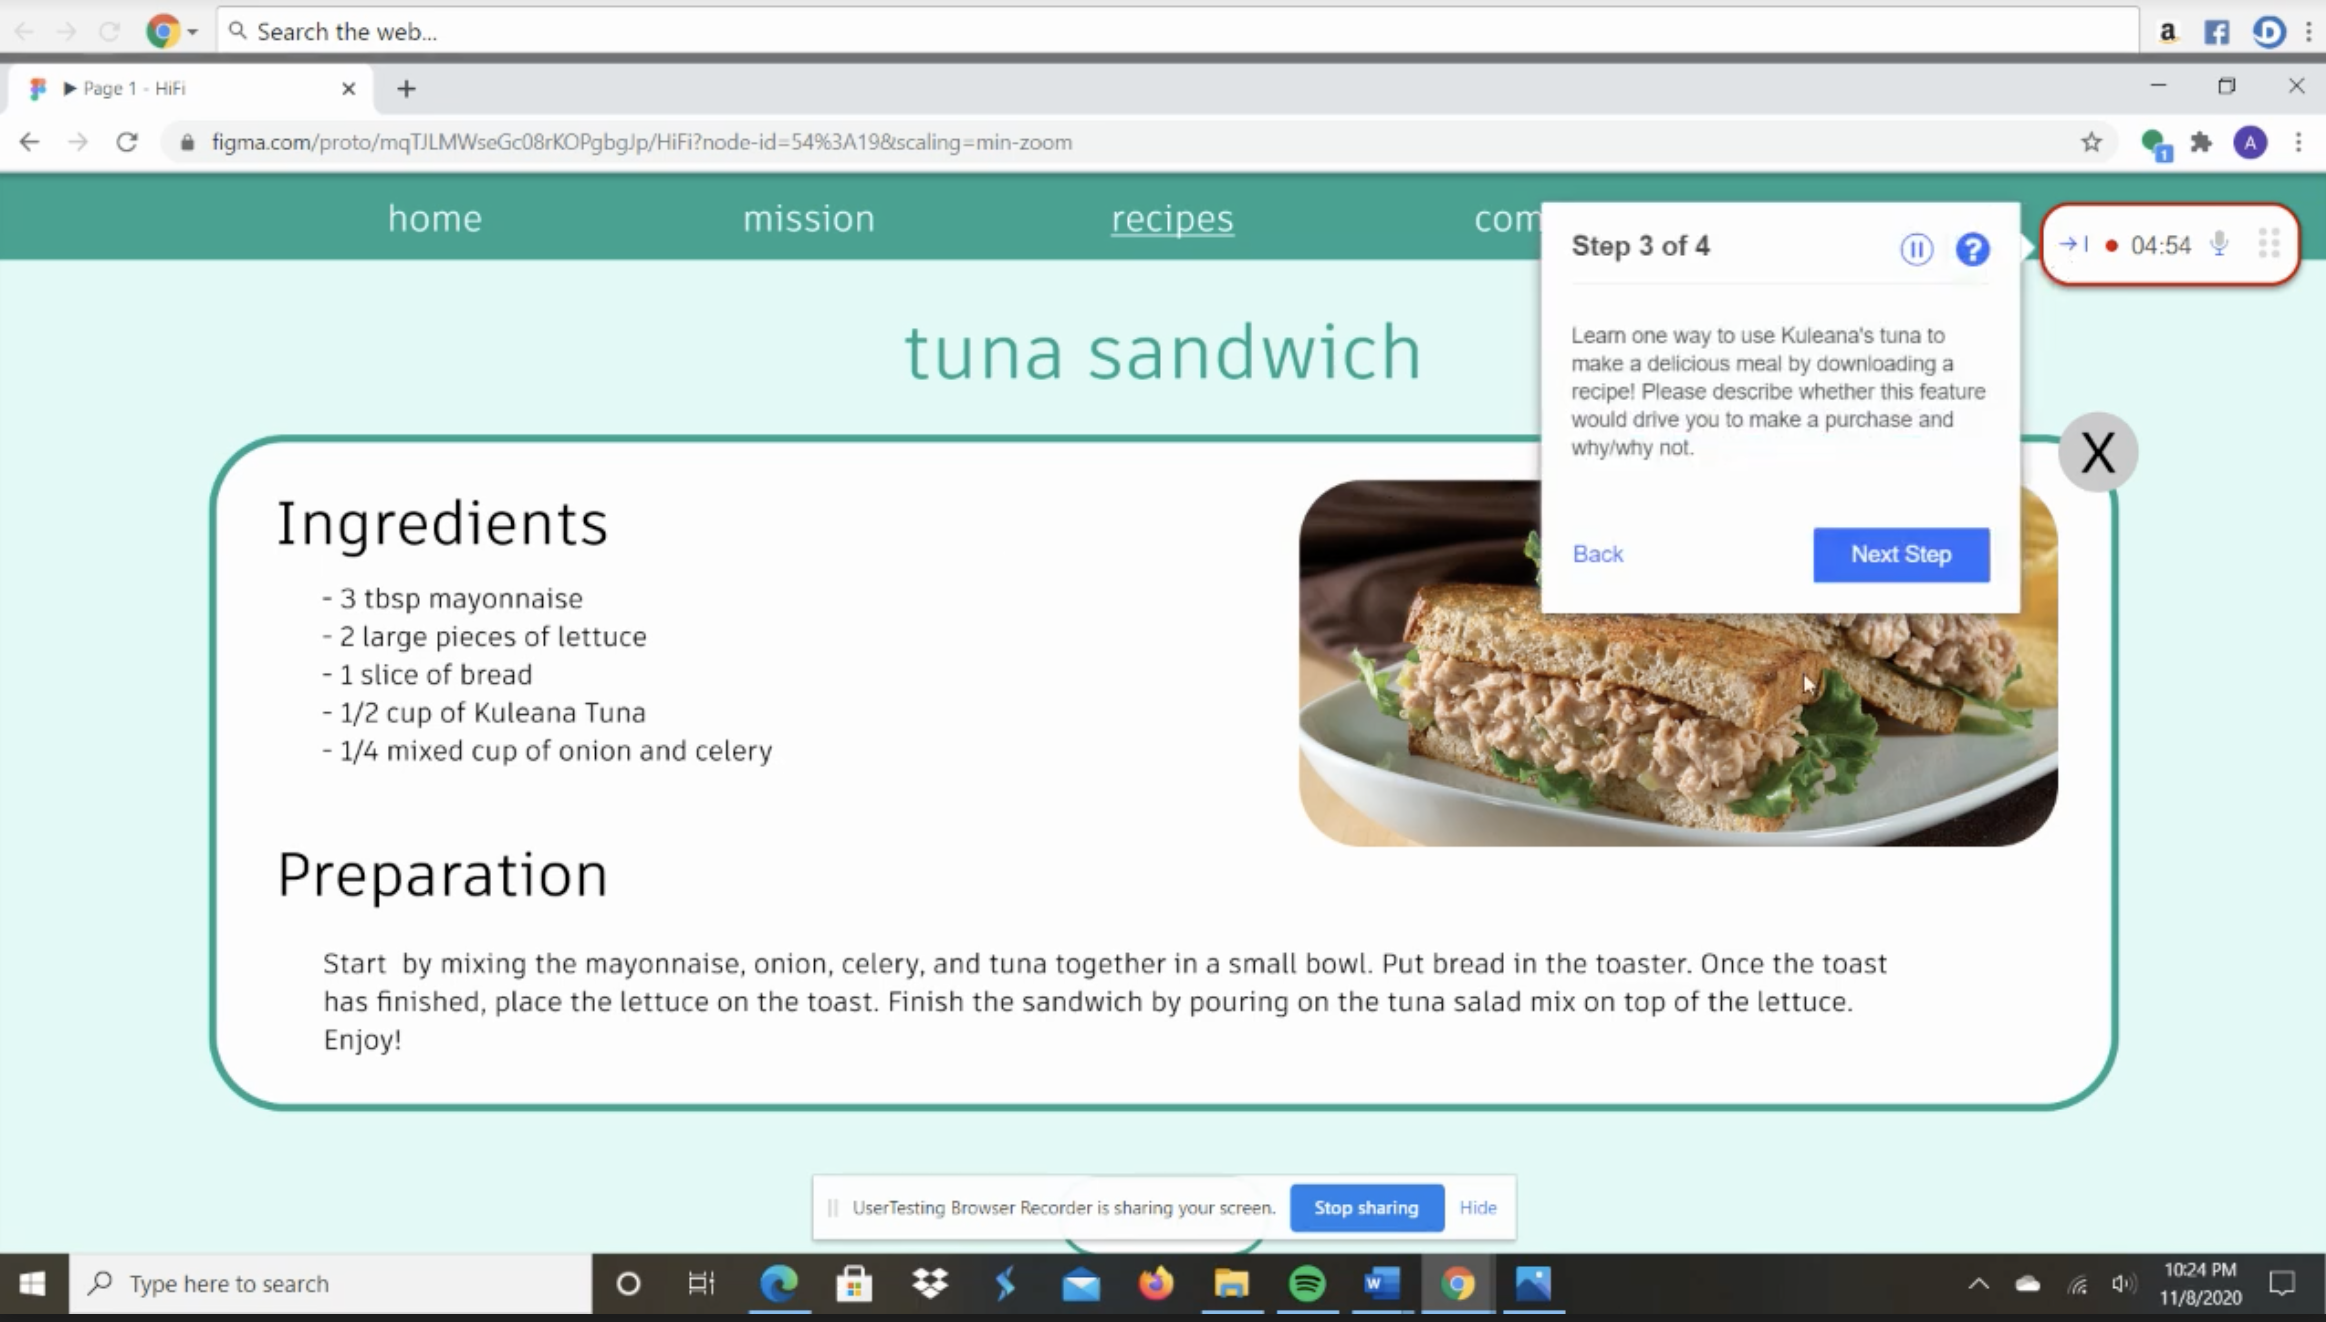 Search the web...
Page 1 - HiFi
figma.com/proto/mqTJLMWseGc08rKOPgbgJp/HiFi?node-id=54%3A19&scaling=min-zoom
1
A
home
mission
recipes
com
Step 3 of 4
04:54
Learn one way to use Kuleana's tuna to
make a delicious meal by downloading a
recipe! Please describe whether this feature
would drive you to make a purchase and
why/why not.
Back
Next Step
tuna sandwich
X
Ingredients
- 3 tbsp mayonnaise
- 2 large pieces of lettuce
- 1 slice of bread
- 1/2 cup of Kuleana Tuna
- 1/4 mixed cup of onion and celery
Preparation
Start by mixing the mayonnaise, onion, celery, and tuna together in a small bowl. Put bread in the toaster. Once the toast
has finished, place the lettuce on the toast. Finish the sandwich by pouring on the tuna salad mix on top of the lettuce.
Enjoy!
UserTesting Browser Recorder is sharing your screen.
Stop sharing
Hide
Type here to search
10:24 PM
11/8/2020